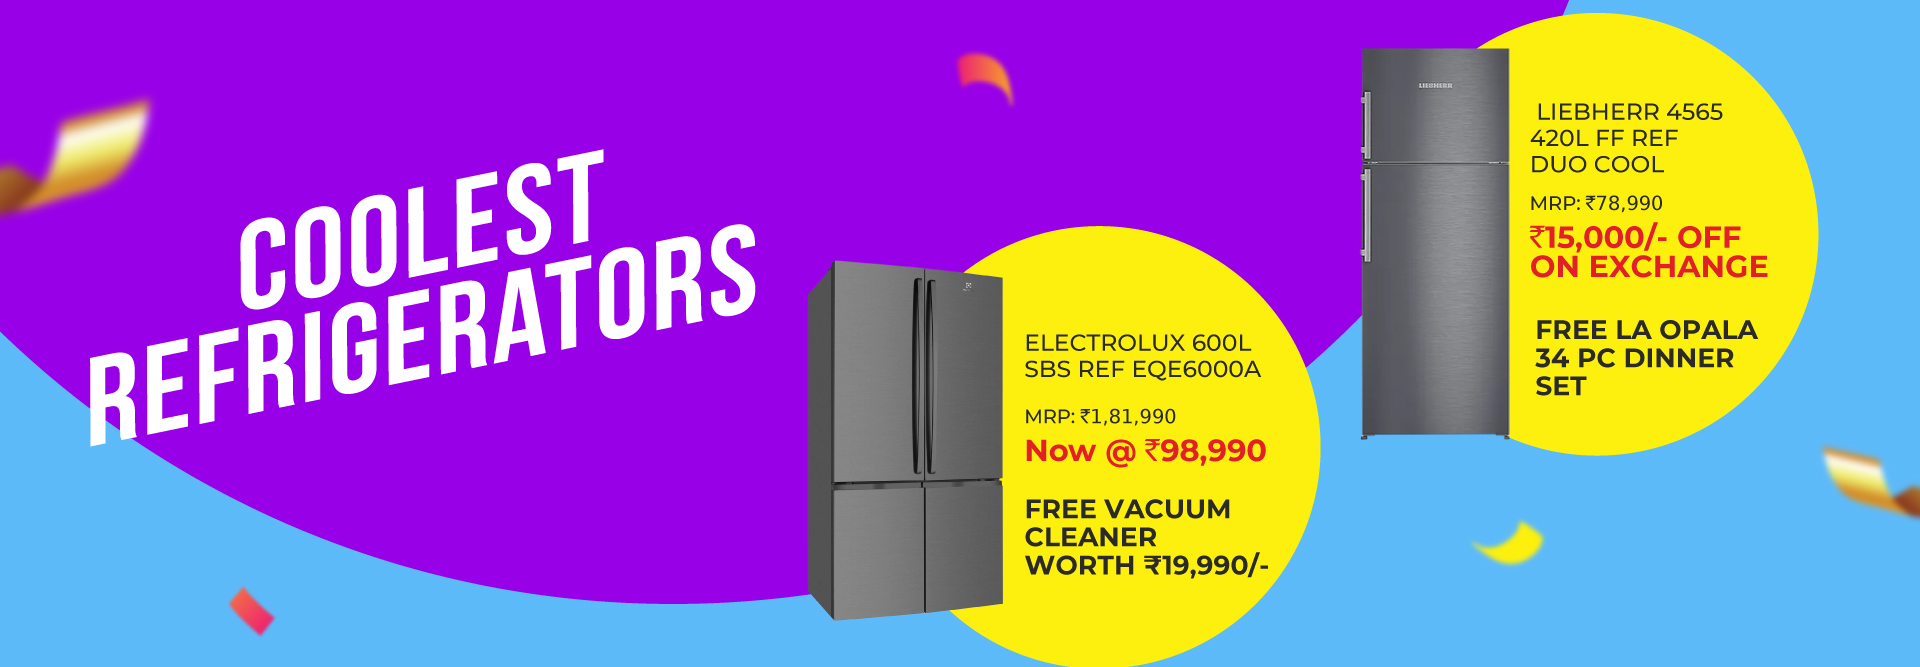 COOLEST
REFRIGERATORS
ELECTROLUX 600L
SBS REF EQE6000A
MRP: ₹1,81,990
Now @ ₹98,990
FREE VACUUM
CLEANER
WORTH ₹19,990/-
LIEBHERR
LIEBHERR 4565
420L FF REF
DUO COOL
MRP: ₹78,990
₹15,000/- OFF
ON EXCHANGE
FREE LA OPALA
34 PC DINNER
SET